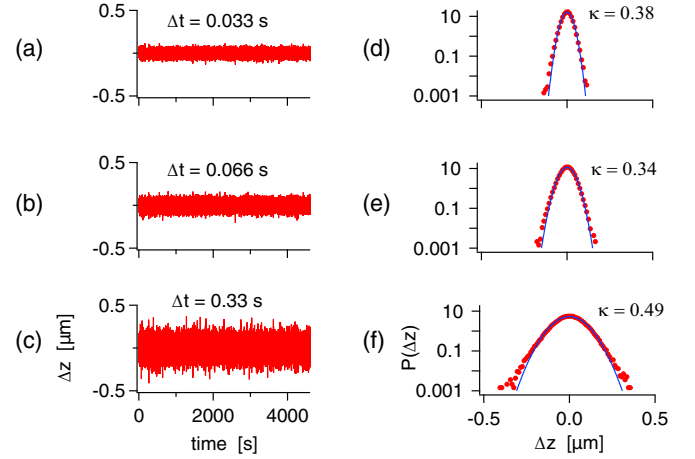 (a)
Δt = 0.033 s
0.5
-0.5
(d)
κ = 0.38
10
0.1
0.001
(b)
Δt = 0.066 s
0.5
-0.5
(e)
κ = 0.34
10
0.1
0.001
(c)
Δt = 0.33 s
0.5
-0.5
Δz [µm]
0 2000 4000
time [s]
(f)
κ = 0.49
10
0.1
0.001
P(Δz)
-0.5 0.0 0.5
Δz [µm]